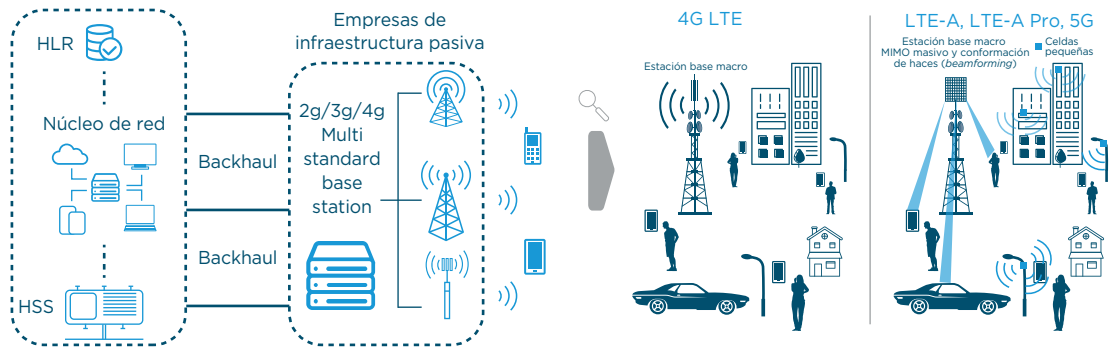 HLR
Núcleo de red
HSS
Backhaul
Backhaul
Empresas de
infraestructura pasiva
2g/3g/4g
Multi
standard
base
station
4G LTE
Estación base macro
LTE-A, LTE-A Pro, 5G
Estación base macro
MIMO masivo y conformación
de haces (beamforming)
Celdas
pequeñas